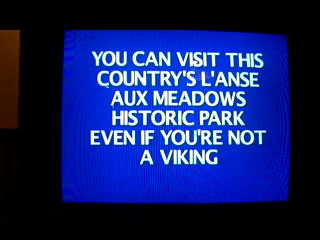 YOU CAN VISIT THIS
COUNTRY'S L'ANSE
AUX MEADOWS
HISTORIC PARK
EVEN IF YOU'RE NOT
A VIKING